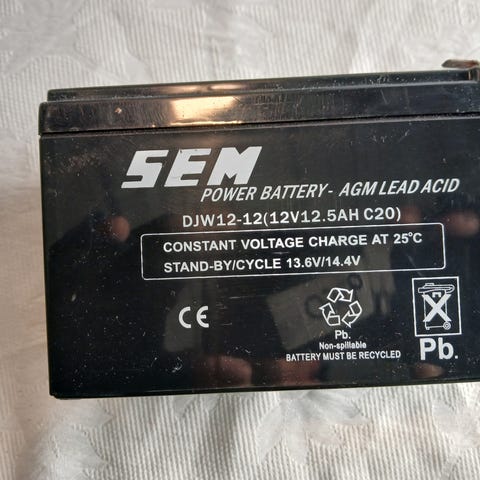 SEM
POWER BATTERY- AGM LEAD ACID
DJW12-12(12V12.5AH C20)
CONSTANT VOLTAGE CHARGE AT 25°C
STAND-BY/CYCLE 13.6V/14.4V
CE
Pb.
Non-spillable
BATTERY MUST BE RECYCLED
Pb.